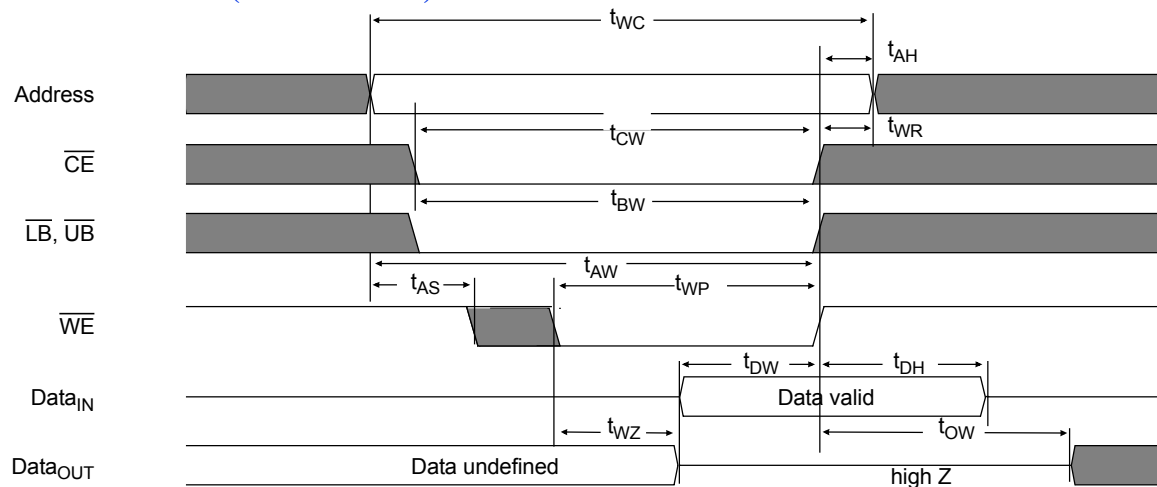 tWC
tAH
Address
tCW
tWR
CE
tBW
LB, UB
tAW
tAS
tWP
WE
tDW
tDH
DataIN
Data valid
tWZ
tOW
DataOUT
Data undefined
high Z